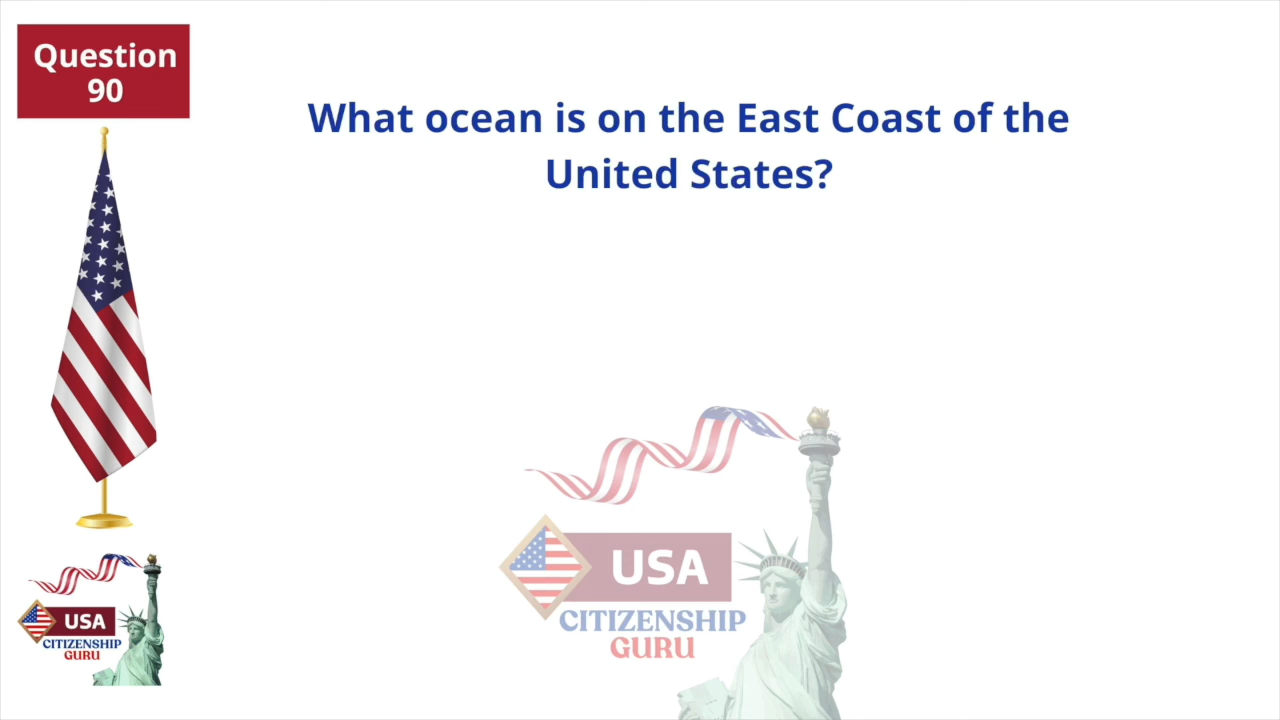 Question
90
What ocean is on the East Coast of the
United States?
USA
CITIZENSHIP
GURU
USA
CITIZENSHIP
GURU